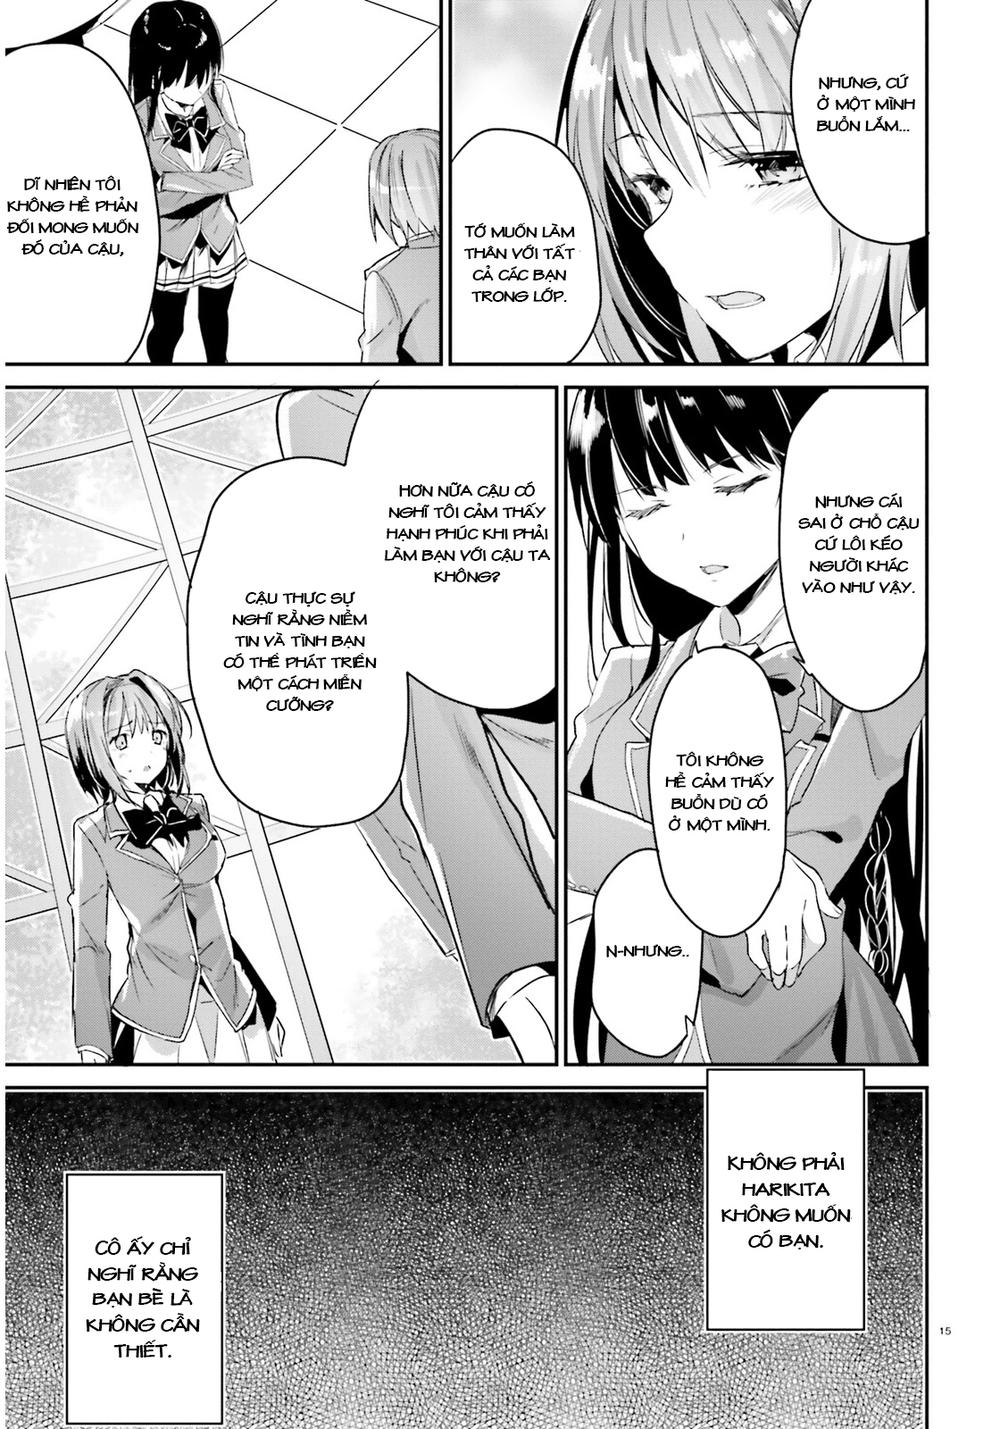 NHƯNG, CỨ
Ở MỘT MÌNH
BUỒN LẮM...
TỚ MUỐN LÀM
THÂN VỚI TẤT
CẢ CÁC BẠN
TRONG LỚP.
DĨ NHIÊN TÔI
KHÔNG HỀ PHẢN
ĐỐI MONG MUỐN
ĐÓ CỦA CẬU,
NHƯNG CÁI
SAI Ở CHỖ CẬU
CỨ LÔI KÉO
NGƯỜI KHÁC
VÀO NHƯ VẬY.
TÔI KHÔNG
HỀ CẢM THẤY
BUỒN DÙ CÓ
Ở MỘT MÌNH.
N-NHƯNG..
HƠN NỮA CẬU CÓ
NGHĨ TÔI CẢM THẤY
HẠNH PHÚC KHI PHẢI
LÀM BẠN VỚI CẬU TA
KHÔNG?
CẬU THỰC SỰ
NGHĨ RẰNG NIỀM
TIN VÀ TÌNH BẠN
CÓ THỂ PHÁT TRIỂN
MỘT CÁCH MIỄN
CƯỠNG?
KHÔNG PHẢI
HARIKITA
KHÔNG MUỐN
CÓ BẠN.
CÔ ẤY CHỈ
NGHĨ RẰNG
BẠN BÈ LÀ
KHÔNG CẦN
THIẾT.
15